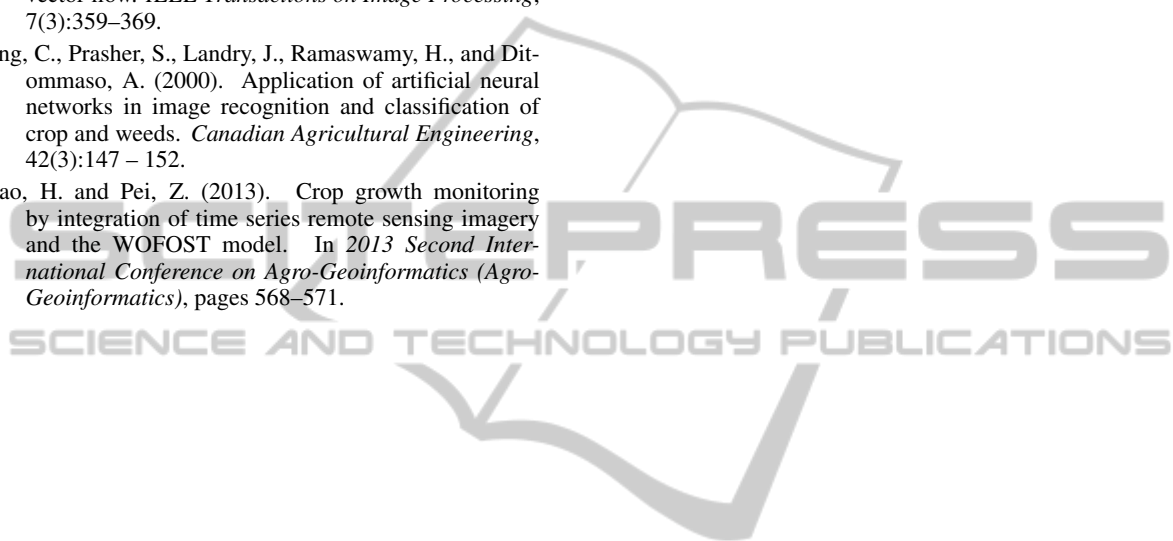 vector flow. IEEE Transactions on Image Processing,
7(3):359–369.
ng, C., Prasher, S., Landry, J., Ramaswamy, H., and Dit-
ommaso, A. (2000). Application of artificial neural
networks in image recognition and classification of
crop and weeds. Canadian Agricultural Engineering,
42(3):147 – 152.
ao, H. and Pei, Z. (2013). Crop growth monitoring
by integration of time series remote sensing imagery
and the WOFOST model. In 2013 Second Inter-
national Conference on Agro-Geoinformatics (Agro-
Geoinformatics), pages 568–571.
SCITEPRESS
SCIENCE AND TECHNOLOGY PUBLICATIONS